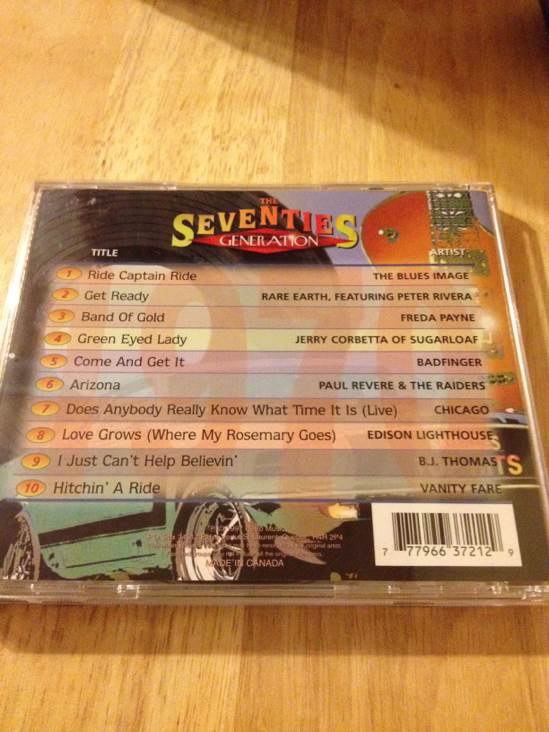 THE
SEVENTIES
GENERATION
TITLE ARTIST
1 Ride Captain Ride THE BLUES IMAGE
2 Get Ready RARE EARTH, FEATURING PETER RIVERA
3 Band Of Gold FREDA PAYNE
4 Green Eyed Lady JERRY CORBETTA OF SUGARLOAF
5 Come And Get It BADFINGER
6 Arizona PAUL REVERE & THE RAIDERS
7 Does Anybody Really Know What Time It Is (Live) CHICAGO
8 Love Grows (Where My Rosemary Goes) EDISON LIGHTHOUSE
9 I Just Can't Help Believin' B.J. THOMAS
10 Hitchin' A Ride VANITY FARE
H4R 2P4
original artists
MADE IN CANADA
7 77966 37212 9